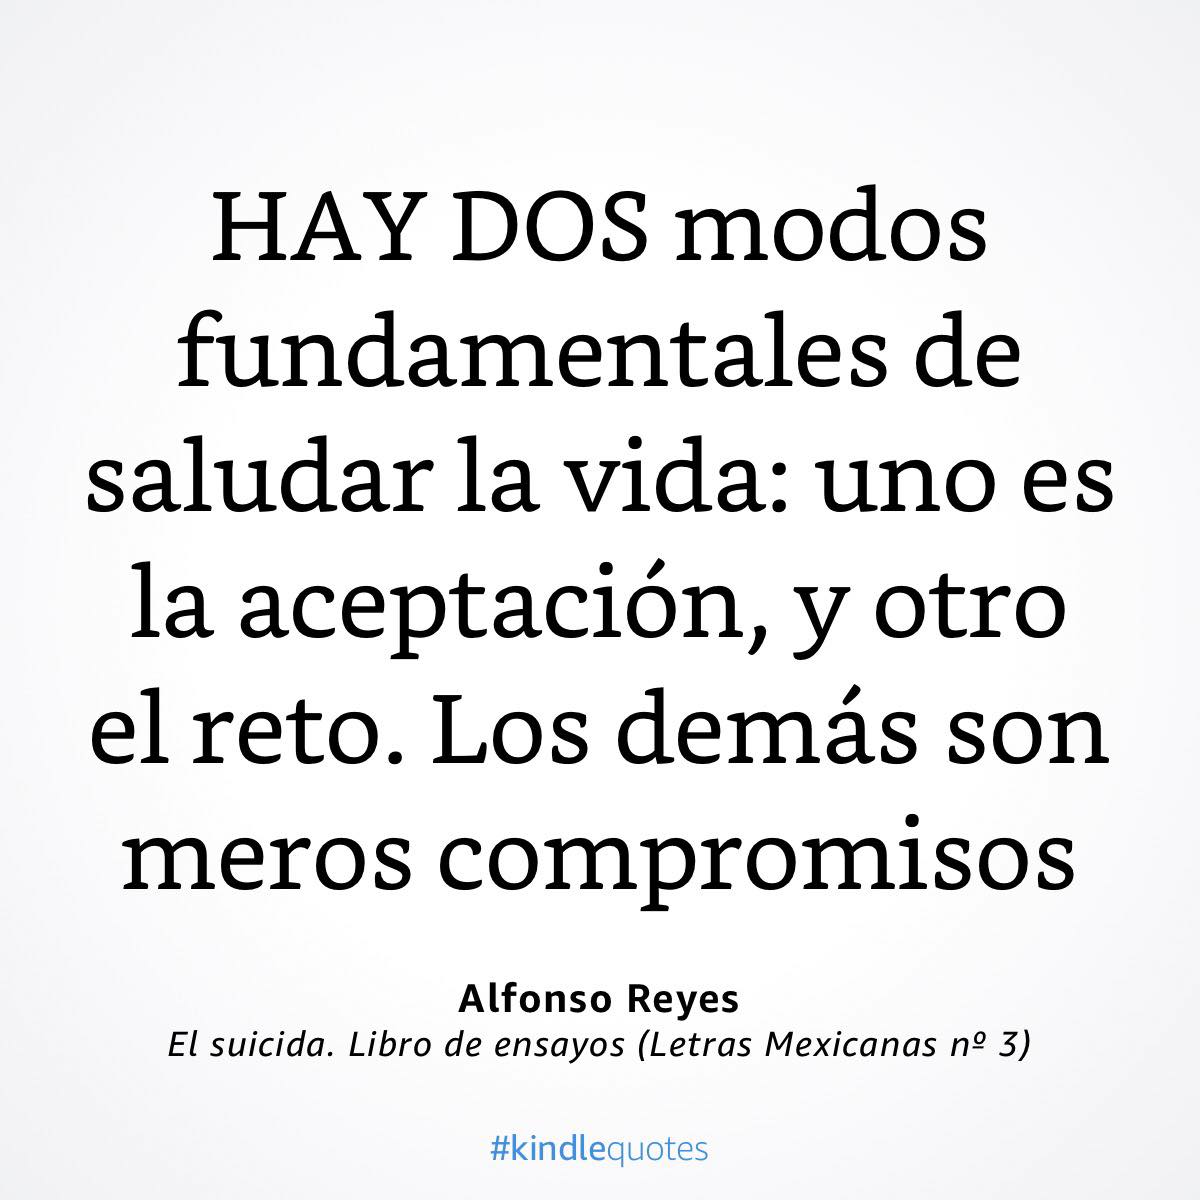 HAY DOS modos
fundamentales de
saludar la vida: uno es
la aceptación, y otro
el reto. Los demás son
meros compromisos
Alfonso Reyes
El suicida. Libro de ensayos (Letras Mexicanas nº 3)
#kindlequotes